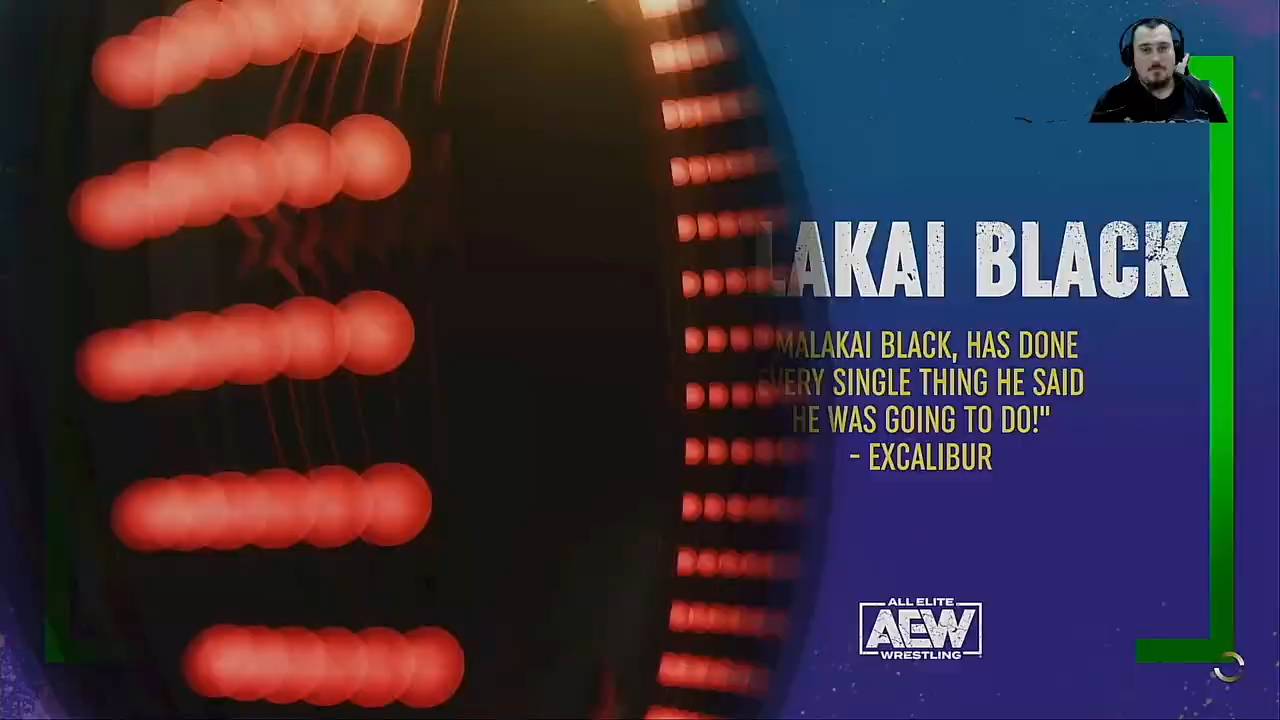 LAKAI BLACK
MALAKAI BLACK, HAS DONE
EVERY SINGLE THING HE SAID
HE WAS GOING TO DO!"
- EXCALIBUR
ALL ELITE
AEW
WRESTLING